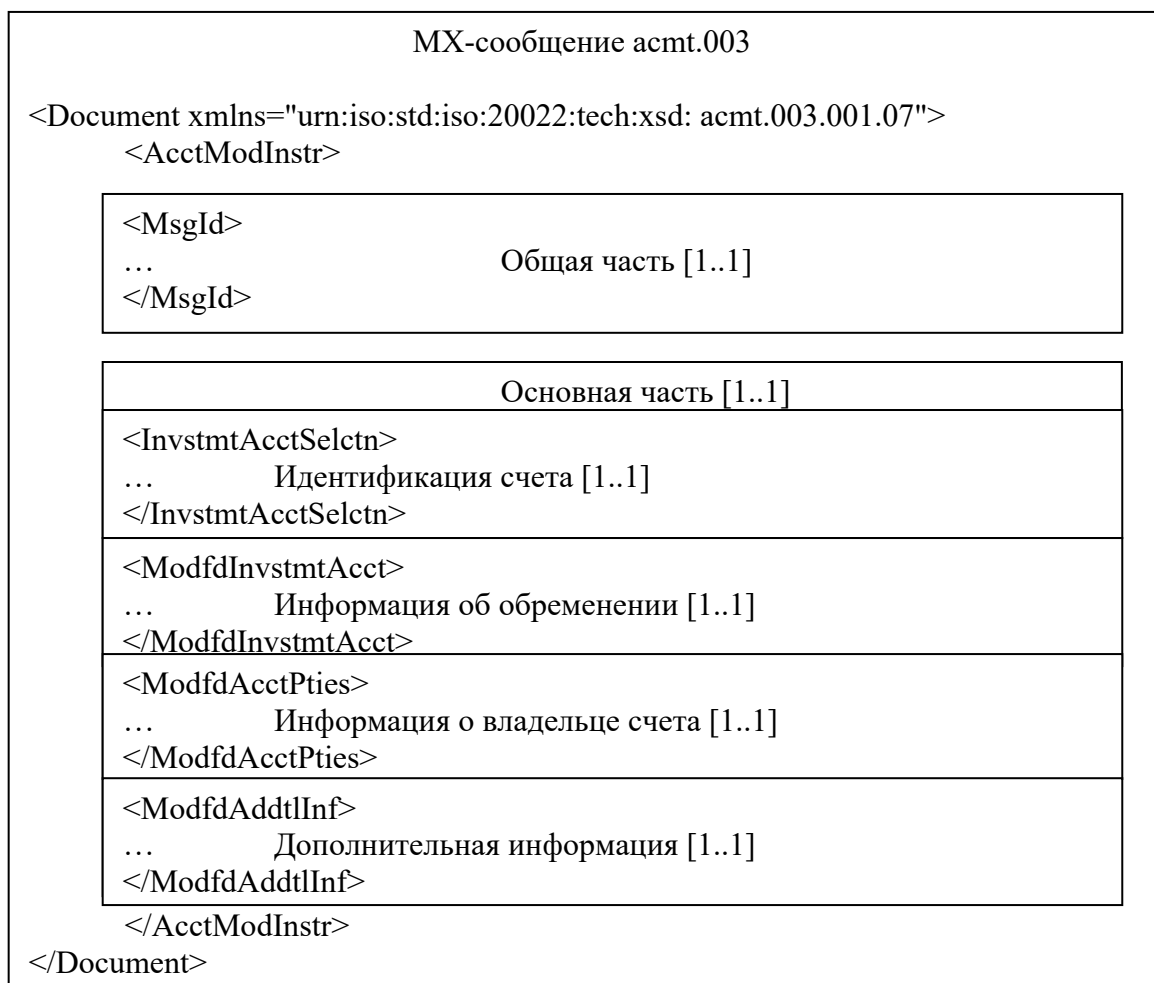 МХ-сообщение acmt.003
<Document xmlns="urn:iso:std:iso:20022:tech:xsd: acmt.003.001.07">
<AcctModInstr>
<MsgId>
… Общая часть [1..1]
</MsgId>
Основная часть [1..1]
<InvstmtAcctSelctn>
… Идентификация счета [1..1]
</InvstmtAcctSelctn>
<ModfdInvstmtAcct>
… Информация об обременении [1..1]
</ModfdInvstmtAcct>
<ModfdAcctPties>
… Информация о владельце счета [1..1]
</ModfdAcctPties>
<ModfdAddtlInf>
… Дополнительная информация [1..1]
</ModfdAddtlInf>
</AcctModInstr>
</Document>